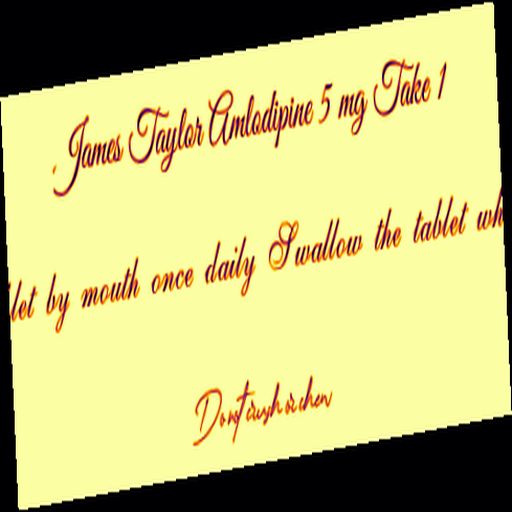 James Taylor Amlodipine 5 mg Take 1
let by mouth once daily Swallow the tablet wh
Dont crush or chew